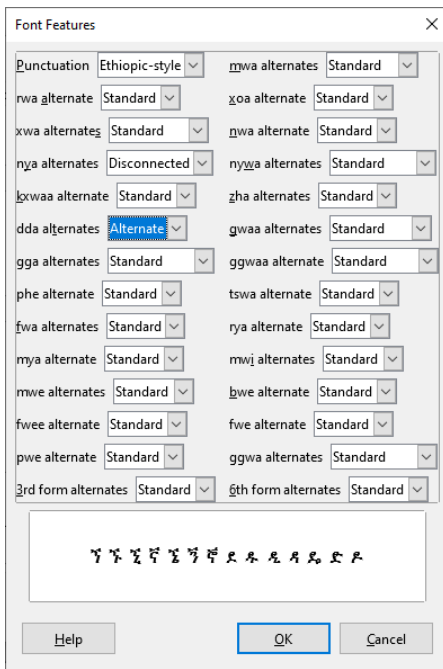 Font Features
Punctuation Ethiopic-style mwa alternates Standard
rwa alternate Standard xoa alternate Standard
xwa alternates Standard nwa alternate Standard
nya alternates Disconnected nywa alternates Standard
kxwaa alternate Standard zha alternate Standard
dda alternates Alternate gwaa alternate Standard
gga alternates Standard ggwaa alternate Standard
phe alternate Standard tswa alternate Standard
fwa alternates Standard rya alternate Standard
mya alternate Standard mwi alternates Standard
mwe alternates Standard bwe alternate Standard
fwee alternate Standard fwe alternate Standard
pwe alternate Standard ggwa alternates Standard
3rd form alternates Standard 6th form alternates Standard
ኘ ኙ ኚ ኛ ኜ ኝ ኞ ደ ዱ ዲ ዳ ዴ ድ ዶ
Help OK Cancel